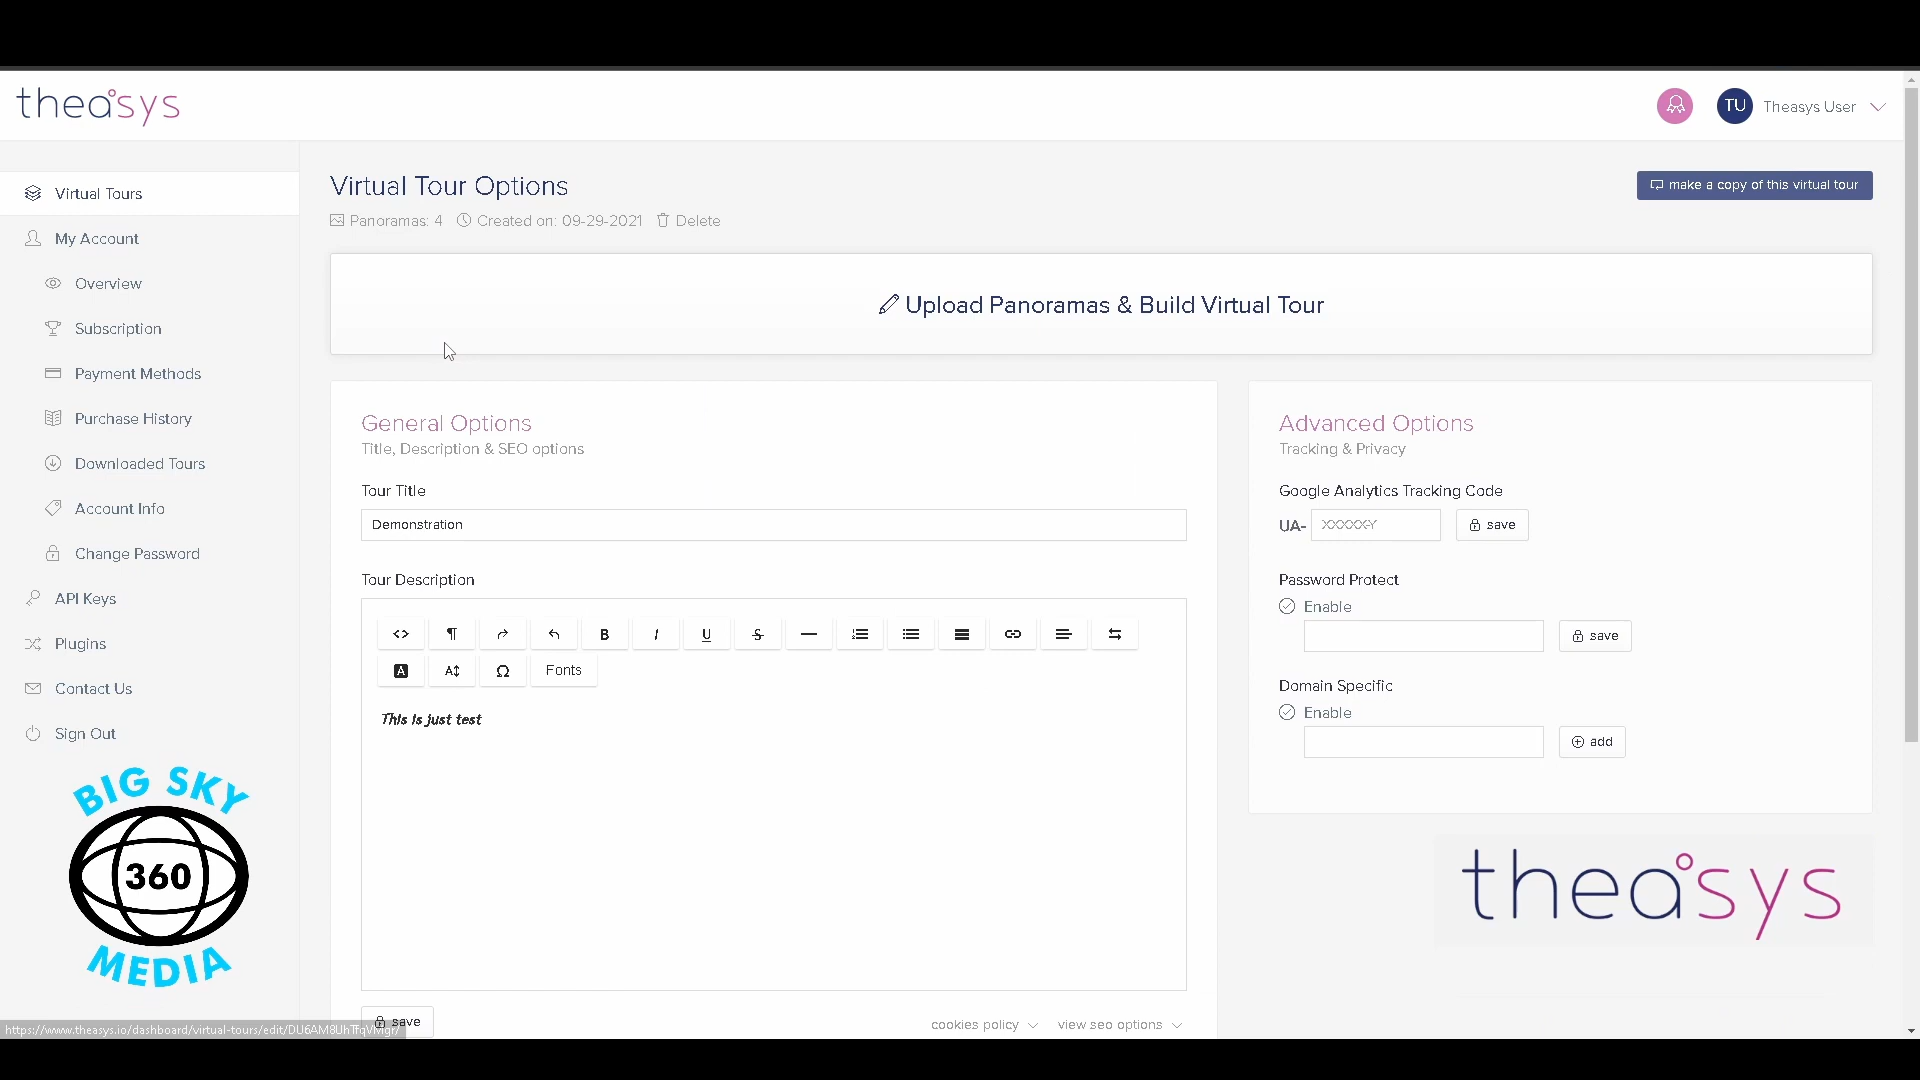 theasys
TU Theasys User
Virtual Tours
My Account
Overview
Subscription
Payment Methods
Purchase History
Downloaded Tours
Account Info
Change Password
API Keys
Plugins
Contact Us
Sign Out
BIG SKY
360
MEDIA
Virtual Tour Options
make a copy of this virtual tour
Panoramas: 4 Created on: 09-29-2021 Delete
Upload Panoramas & Build Virtual Tour
General Options
Title, Description & SEO options
Tour Title
Demonstration
Tour Description
B I U S
A A Ω Fonts
This is just test
save
cookies policy view seo options
Advanced Options
Tracking & Privacy
Google Analytics Tracking Code
UA- XXXXXX-Y save
Password Protect
Enable
save
Domain Specific
Enable
add
theasys